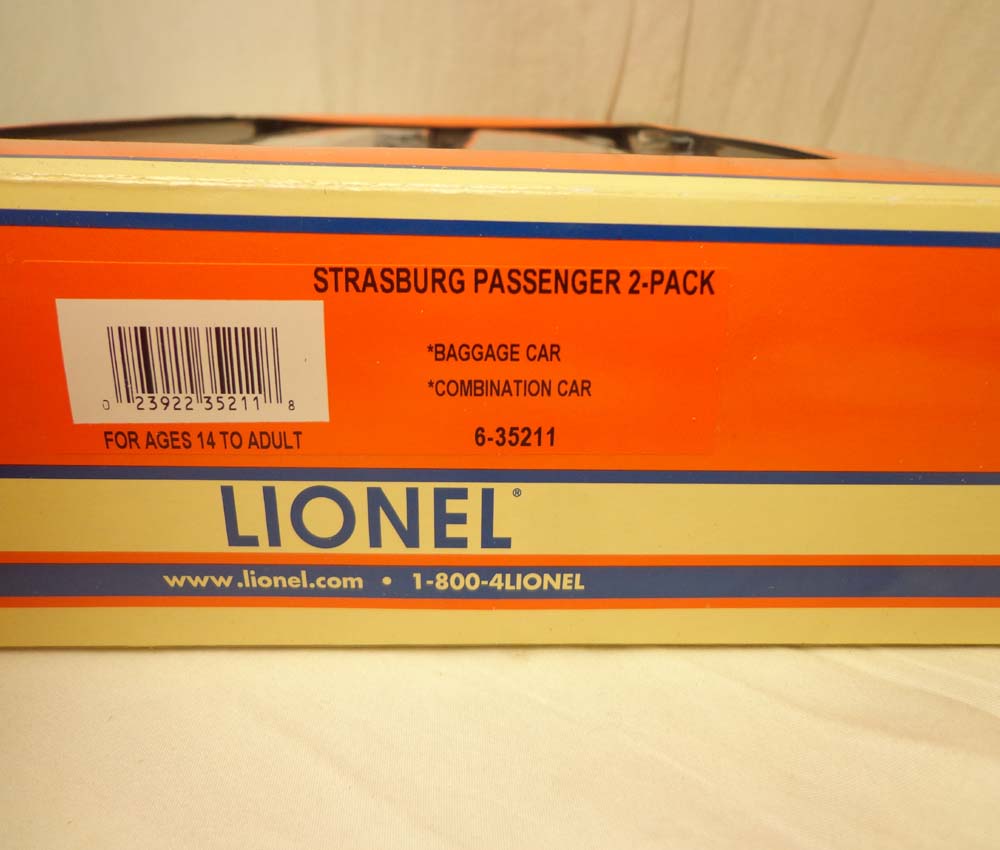 STRASBURG PASSENGER 2-PACK
*BAGGAGE CAR
*COMBINATION CAR
0 23922 35211 8
FOR AGES 14 TO ADULT
6-35211
LIONEL®
www.lionel.com • 1-800-4LIONEL